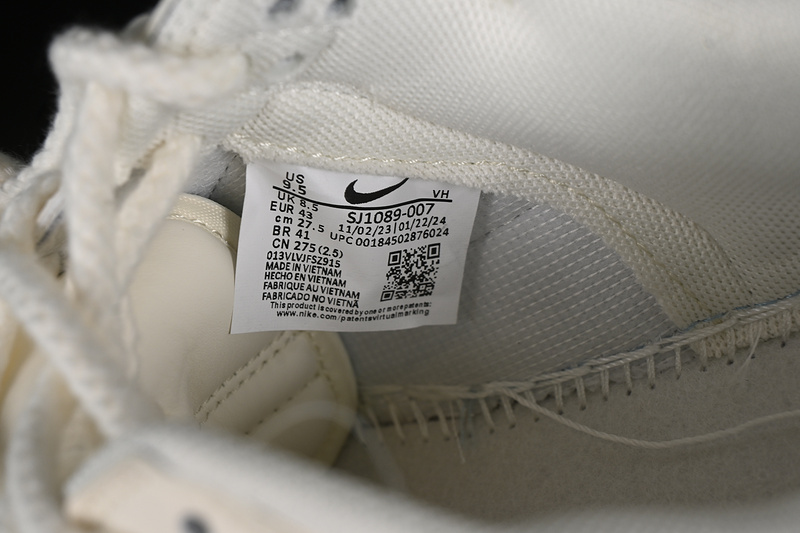 US 9.5
UK 8.5
EUR 43
cm 27.5
BR 41
CN 275 (2.5)
VH
SJ1089-007
11/02/23|01/22/24
UPC 00184502876024
013VLVJFSZ915
MADE IN VIETNAM
HECHO EN VIETNAM
FABRIQUE AU VIETNAM
FABRICADO NO VIETNÃ
This product is covered by one or more patents:
www.nike.com/patentsvirtualmarking